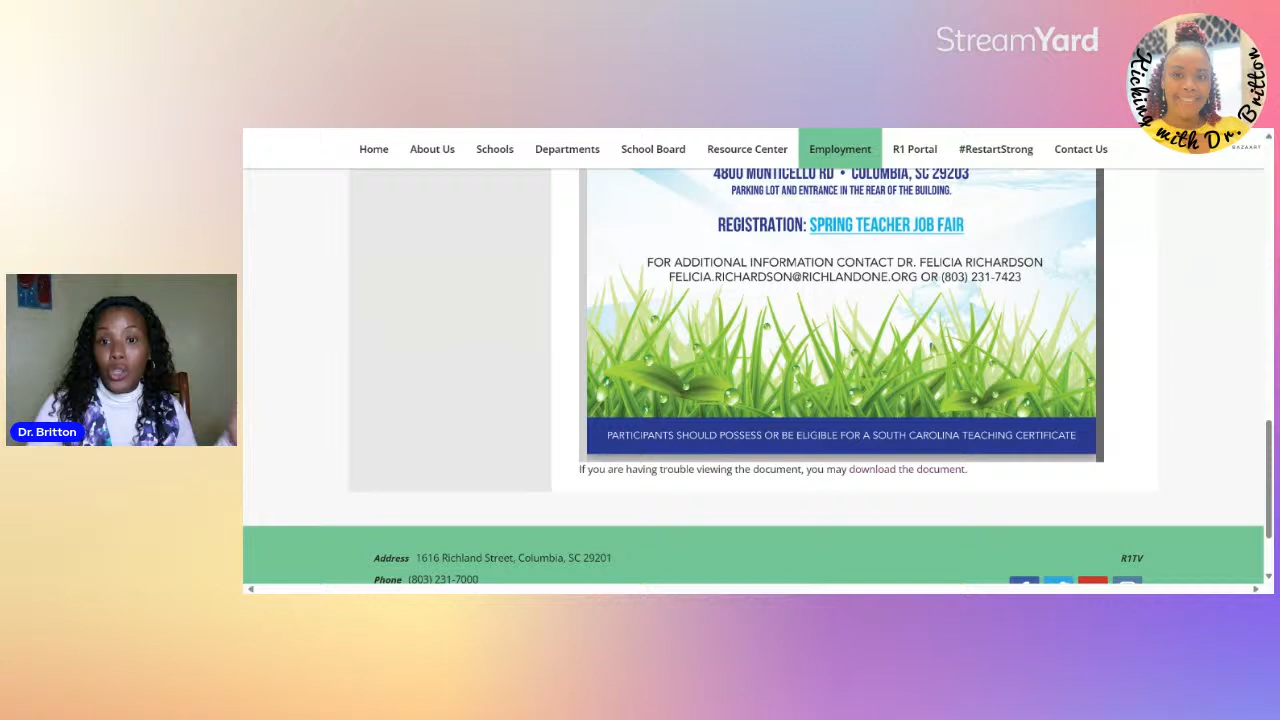 StreamYard
Kicking with Dr. Britton
BAZAART
Home About Us Schools Departments School Board Resource Center Employment R1 Portal #RestartStrong Contact Us
4800 MONTICELLO RD • COLUMBIA, SC 29203
PARKING LOT AND ENTRANCE IN THE REAR OF THE BUILDING.
REGISTRATION: SPRING TEACHER JOB FAIR
FOR ADDITIONAL INFORMATION CONTACT DR. FELICIA RICHARDSON
FELICIA.RICHARDSON@RICHLANDONE.ORG OR (803) 231-7423
PARTICIPANTS SHOULD POSSESS OR BE ELIGIBLE FOR A SOUTH CAROLINA TEACHING CERTIFICATE
If you are having trouble viewing the document, you may download the document.
Dr. Britton
Address 1616 Richland Street, Columbia, SC 29201
R1TV
Phone (803) 231-7000